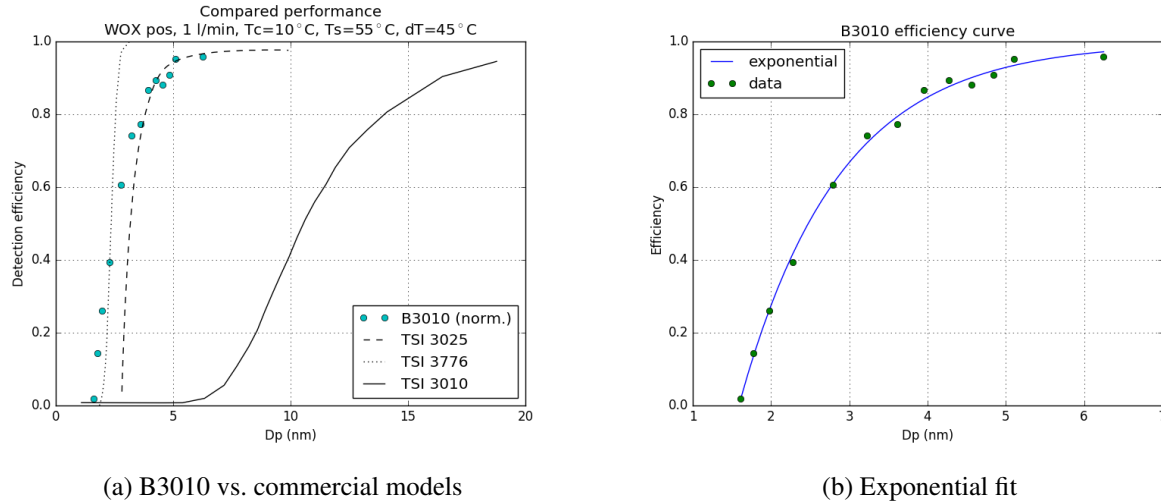 Compared performance
WOX pos, 1 l/min, Tc=10°C, Ts=55°C, dT=45°C
1.0
0.8
0.6
0.4
0.2
0.0
Detection efficiency
B3010 (norm.)
TSI 3025
TSI 3776
TSI 3010
0 5 10 15 20
Dp (nm)
(a) B3010 vs. commercial models
B3010 efficiency curve
1.0
0.8
0.6
0.4
0.2
0.0
Efficiency
exponential
data
1 2 3 4 5 6 7
Dp (nm)
(b) Exponential fit